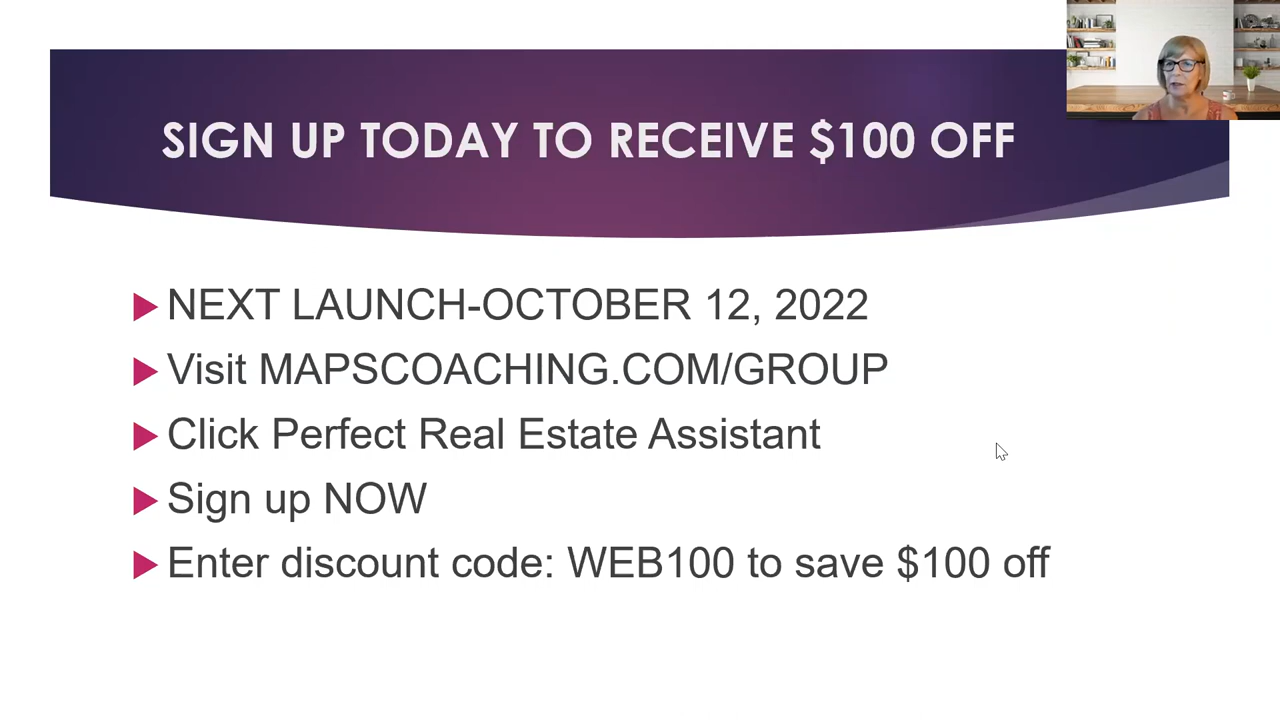 SIGN UP TODAY TO RECEIVE $100 OFF
NEXT LAUNCH-OCTOBER 12, 2022
Visit MAPSCOACHING.COM/GROUP
Click Perfect Real Estate Assistant
Sign up NOW
Enter discount code: WEB100 to save $100 off